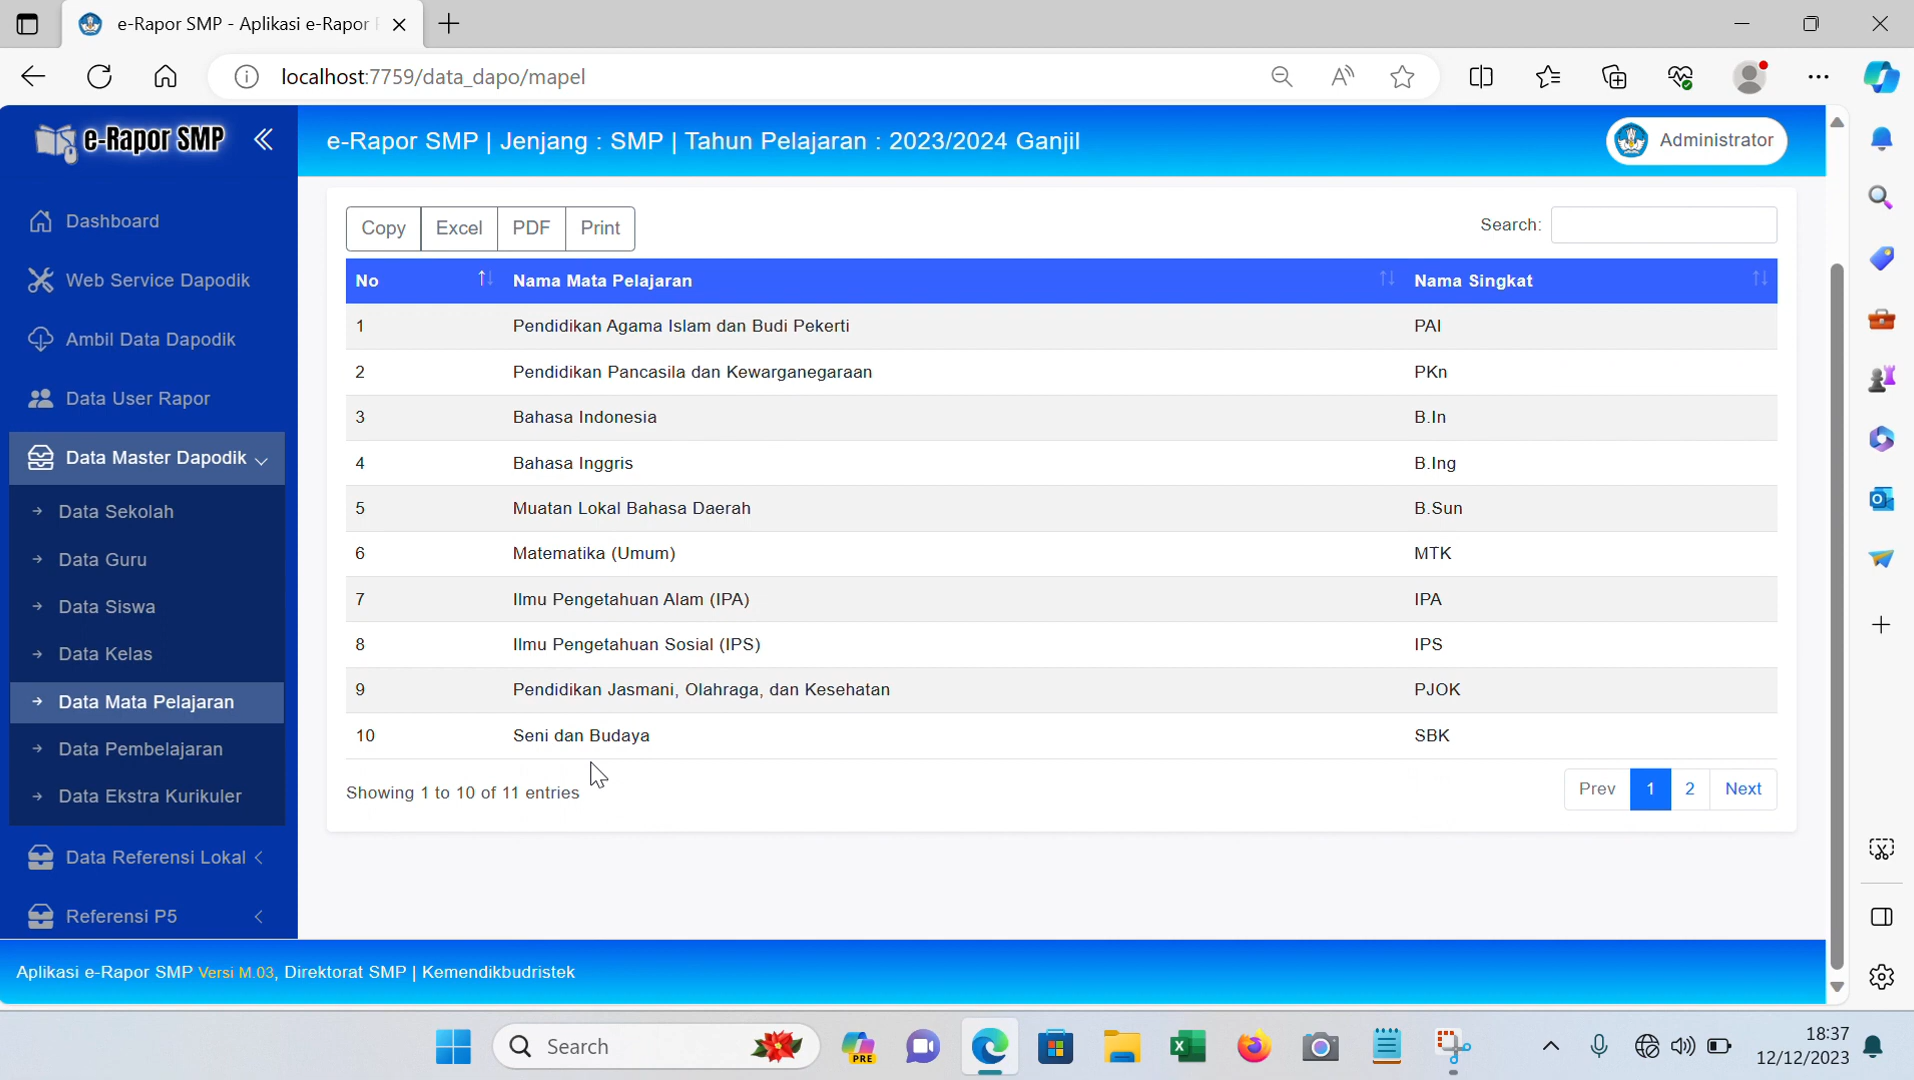 e-Rapor SMP - Aplikasi e-Rapor
localhost:7759/data_dapo/mapel
e-Rapor SMP
e-Rapor SMP | Jenjang : SMP | Tahun Pelajaran : 2023/2024 Ganjil
Administrator
Dashboard
Web Service Dapodik
Ambil Data Dapodik
Data User Rapor
Data Master Dapodik
Data Sekolah
Data Guru
Data Siswa
Data Kelas
Data Mata Pelajaran
Data Pembelajaran
Data Ekstra Kurikuler
Data Referensi Lokal
Referensi P5
Copy Excel PDF Print
Search:
No Nama Mata Pelajaran Nama Singkat
1 Pendidikan Agama Islam dan Budi Pekerti PAI
2 Pendidikan Pancasila dan Kewarganegaraan PKn
3 Bahasa Indonesia B.In
4 Bahasa Inggris B.Ing
5 Muatan Lokal Bahasa Daerah B.Sun
6 Matematika (Umum) MTK
7 Ilmu Pengetahuan Alam (IPA) IPA
8 Ilmu Pengetahuan Sosial (IPS) IPS
9 Pendidikan Jasmani, Olahraga, dan Kesehatan PJOK
10 Seni dan Budaya SBK
Showing 1 to 10 of 11 entries
Prev 1 2 Next
Aplikasi e-Rapor SMP Versi M.03, Direktorat SMP | Kemendikbudristek
Search
PRE
18:37
12/12/2023